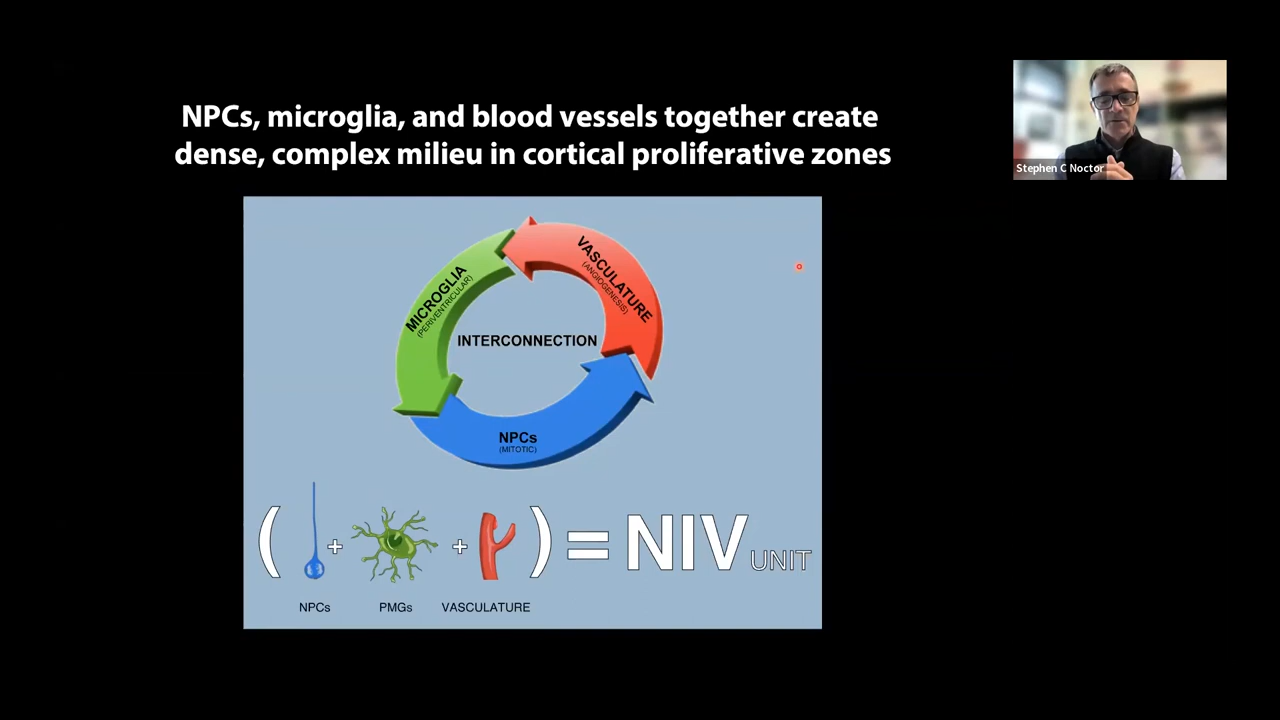 NPCs, microglia, and blood vessels together create
dense, complex milieu in cortical proliferative zones
Stephen C Noctor
VASCULATURE
(ANGIOGENESIS)
MICROGLIA
(PERIVENTRICULAR)
INTERCONNECTION
NPCs
(MITOTIC)
( + + ) = NIV UNIT
NPCs PMGs VASCULATURE